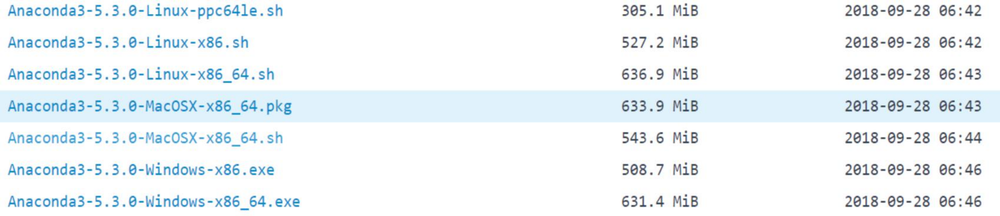 Anaconda3-5.3.0-Linux-ppc64le.sh 305.1 MiB 2018-09-28 06:42
Anaconda3-5.3.0-Linux-x86.sh 527.2 MiB 2018-09-28 06:42
Anaconda3-5.3.0-Linux-x86_64.sh 636.9 MiB 2018-09-28 06:43
Anaconda3-5.3.0-MacOSX-x86_64.pkg 633.9 MiB 2018-09-28 06:43
Anaconda3-5.3.0-MacOSX-x86_64.sh 543.6 MiB 2018-09-28 06:44
Anaconda3-5.3.0-Windows-x86.exe 508.7 MiB 2018-09-28 06:46
Anaconda3-5.3.0-Windows-x86_64.exe 631.4 MiB 2018-09-28 06:46